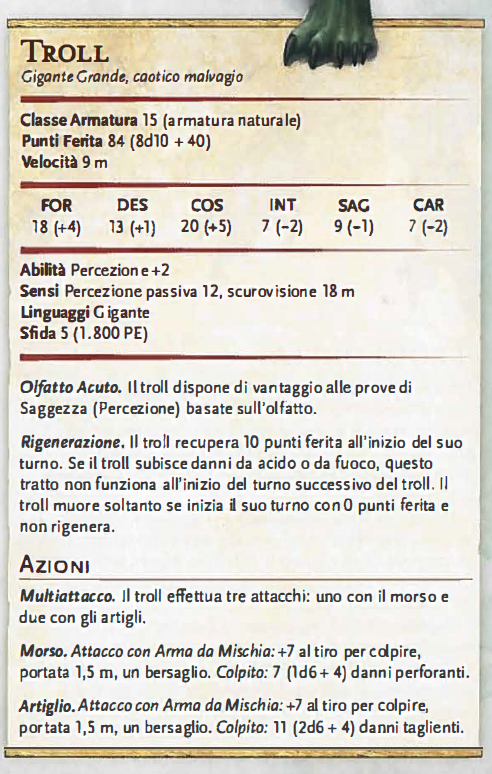 TROLL
Gigante Grande, caotico malvagio
Classe Armatura 15 (armatura naturale)
Punti Ferita 84 (8d10 + 40)
Velocità 9 m
FOR DES COS INT SAG CAR
18 (+4) 13 (+1) 20 (+5) 7 (-2) 9 (-1) 7 (-2)
Abilità Percezione +2
Sensi Percezione passiva 12, scurovisione 18 m
Linguaggi Gigante
Sfida 5 (1.800 PE)
Olfatto Acuto. Il troll dispone di vantaggio alle prove di
Saggezza (Percezione) basate sull'olfatto.
Rigenerazione. Il troll recupera 10 punti ferita all'inizio del suo
turno. Se il troll subisce danni da acido o da fuoco, questo
tratto non funziona all'inizio del turno successivo del troll. Il
troll muore soltanto se inizia il suo turno con 0 punti ferita e
non rigenera.
AZIONI
Multiattacco. Il troll effettua tre attacchi: uno con il morso e
due con gli artigli.
Morso. Attacco con Arma da Mischia: +7 al tiro per colpire,
portata 1,5 m, un bersaglio. Colpito: 7 (1d6 + 4) danni perforanti.
Artiglio. Attacco con Arma da Mischia: +7 al tiro per colpire,
portata 1,5 m, un bersaglio. Colpito: 11 (2d6 + 4) danni taglienti.